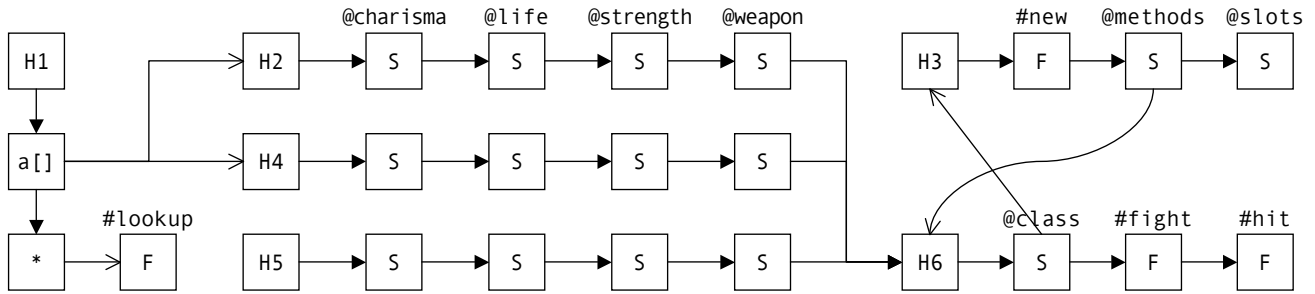 @charisma @life @strength @weapon #new @methods @slots
H1 H2 S S S S H3 F S S
a[] H4 S S S S
#lookup @class #fight #hit
* F H5 S S S S H6 S F F